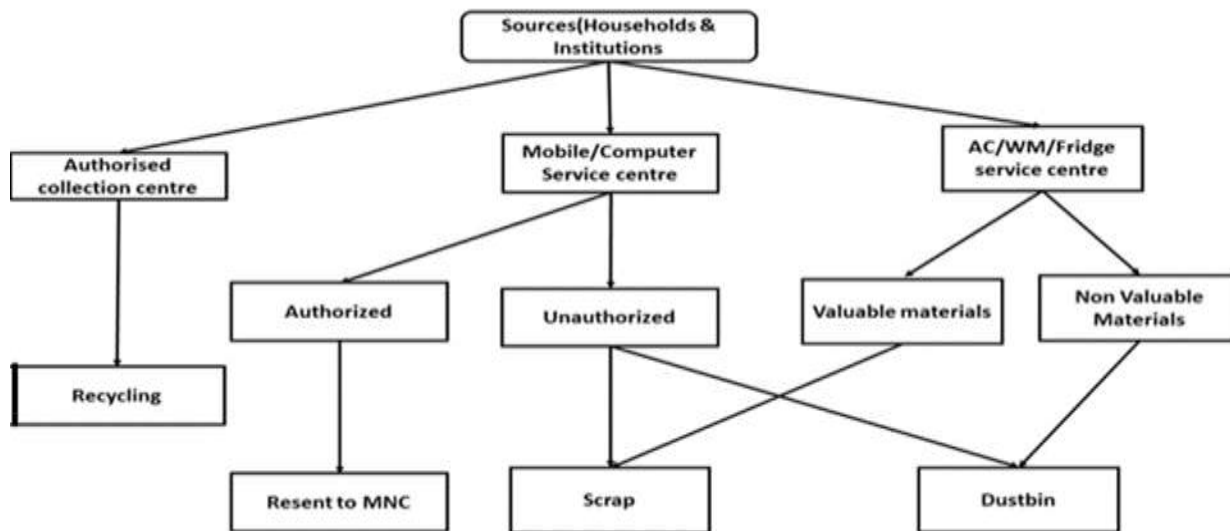 Sources(Households &
Institutions
Authorised
collection centre
Mobile/Computer
Service centre
AC/WM/Fridge
service centre
Authorized
Unauthorized
Valuable materials
Non Valuable
Materials
Recycling
Resent to MNC
Scrap
Dustbin